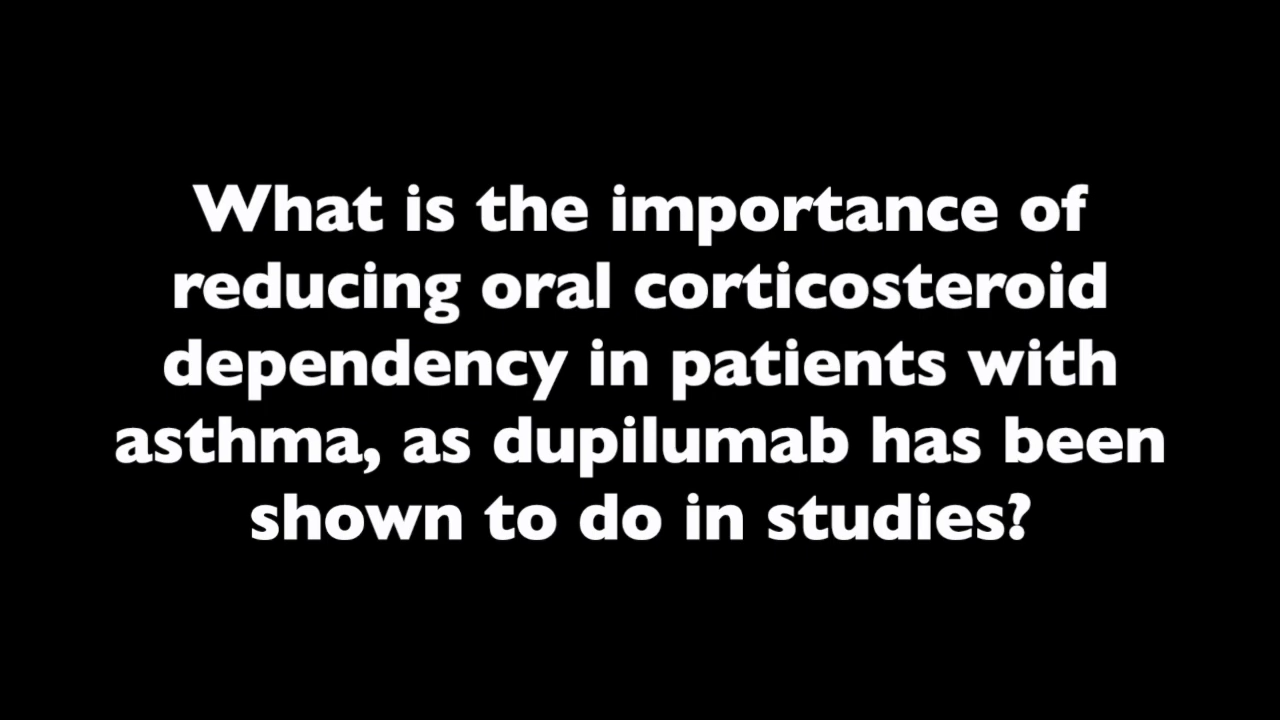 What is the importance of
reducing oral corticosteroid
dependency in patients with
asthma, as dupilumab has been
shown to do in studies?